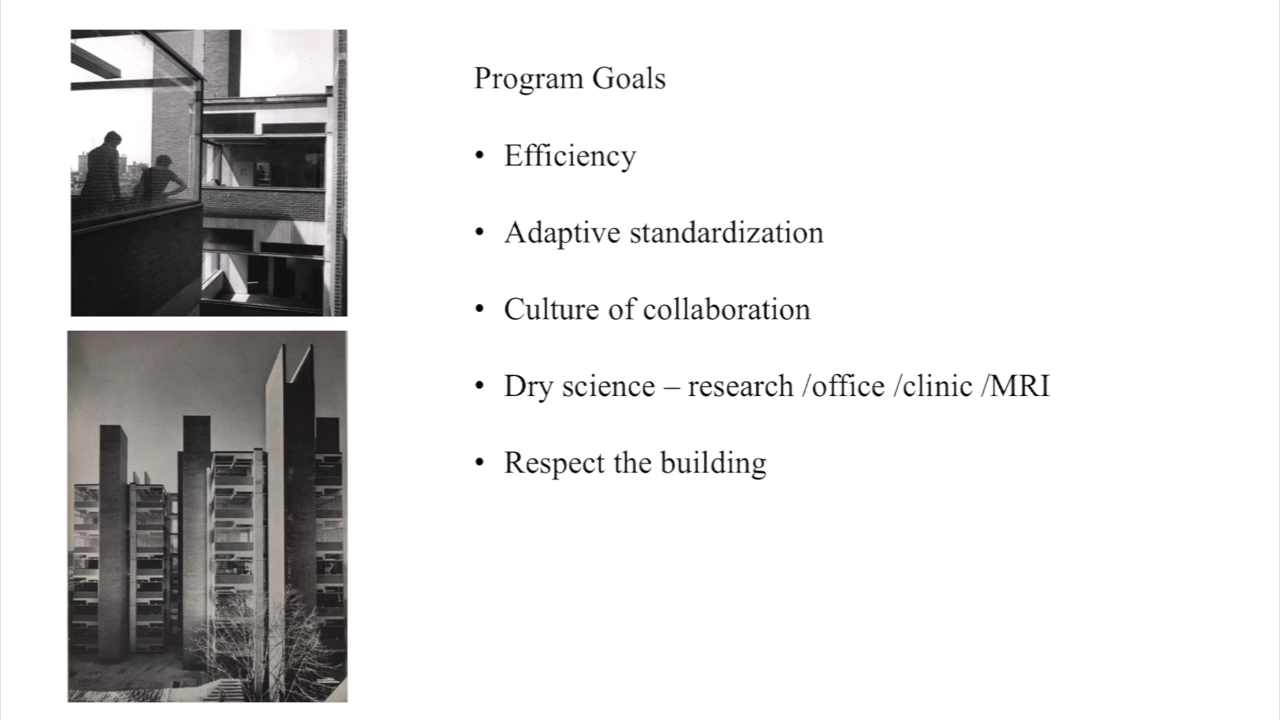 Program Goals
• Efficiency
• Adaptive standardization
• Culture of collaboration
• Dry science – research /office /clinic /MRI
• Respect the building